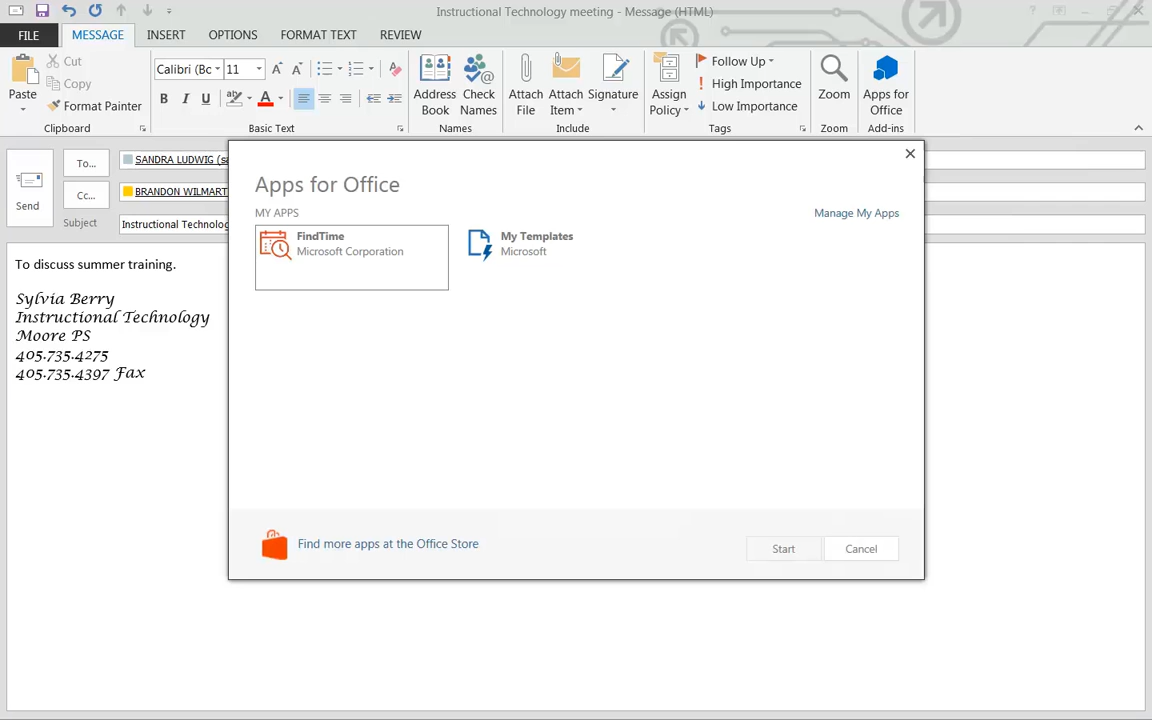 Instructional Technology meeting - Message (HTML)
FILE
MESSAGE
INSERT
OPTIONS
FORMAT TEXT
REVIEW
Paste
Cut
Copy
Format Painter
Clipboard
Calibri (Bc
11
B I U
Basic Text
Address Book
Check Names
Names
Attach File
Attach Item
Signature
Include
Assign Policy
Follow Up
High Importance
Low Importance
Tags
Zoom
Zoom
Apps for Office
Add-ins
Send
To...
SANDRA LUDWIG (s
Cc...
BRANDON WILMART
Subject
Instructional Technolog
To discuss summer training.
Sylvia Berry
Instructional Technology
Moore PS
405.735.4275
405.735.4397 Fax
Apps for Office
MY APPS
Manage My Apps
FindTime
Microsoft Corporation
My Templates
Microsoft
Find more apps at the Office Store
Start
Cancel